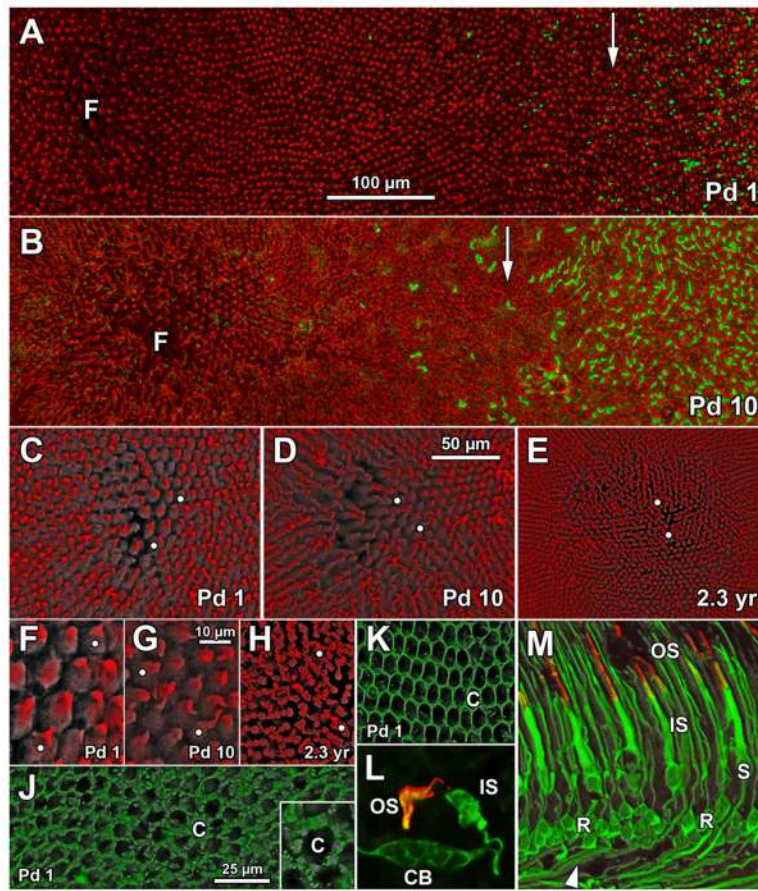 A
F
100 µm
Pd 1
B
F
Pd 10
C
Pd 1
D
50 µm
Pd 10
E
2.3 yr
F
Pd 1
G
10 µm
Pd 10
H
2.3 yr
K
C
Pd 1
M
OS
IS
S
R
R
J
C
Pd 1
25 µm
C
L
OS
IS
CB